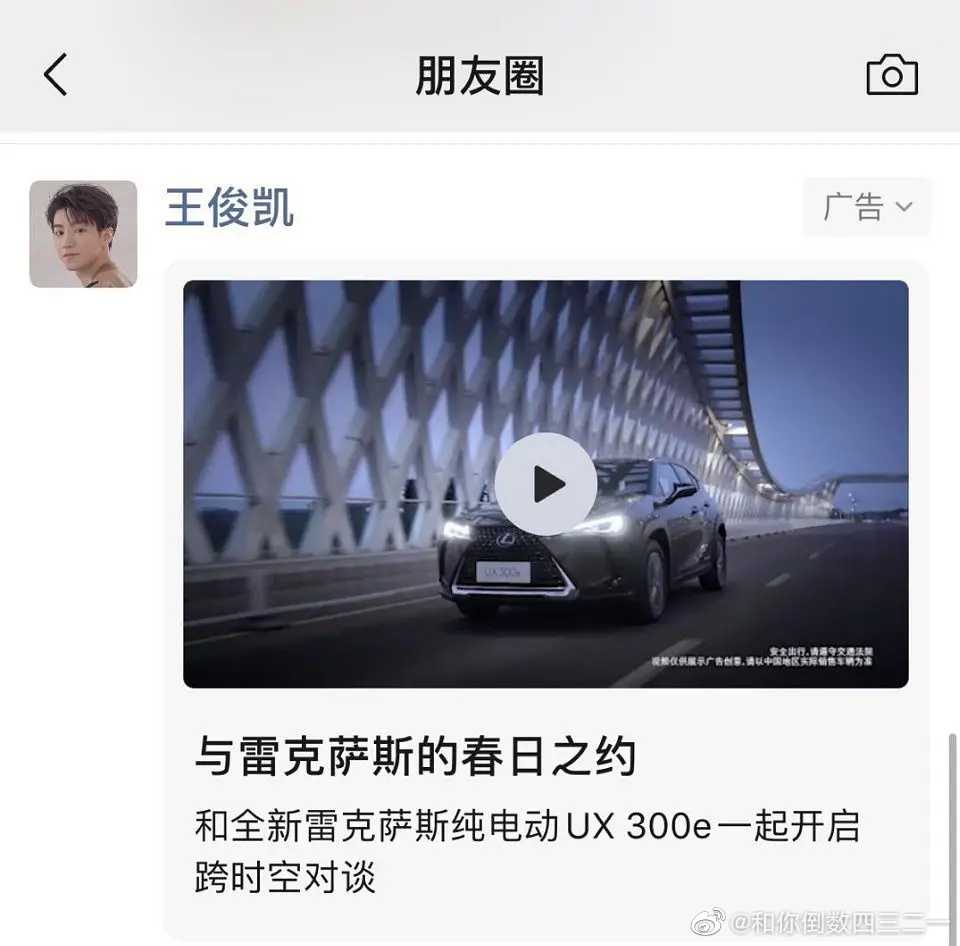 朋友圈
王俊凯
广告
UX 300e
安全出行,请遵守交通法规
视频仅供展示广告创意,请以中国地区实际销售车辆为准
与雷克萨斯的春日之约
和全新雷克萨斯纯电动UX 300e一起开启
跨时空对谈
@和你倒数四三二一